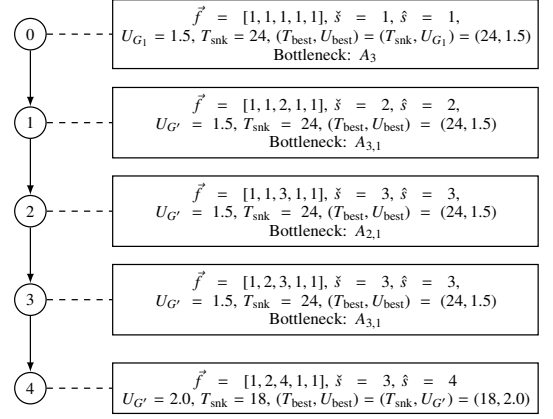 0
f⃗ = [1, 1, 1, 1, 1], š = 1, ŝ = 1,
U_{G_1} = 1.5, T_snk = 24, (T_best, U_best) = (T_snk, U_{G_1}) = (24, 1.5)
Bottleneck: A_3
1
f⃗ = [1, 1, 2, 1, 1], š = 2, ŝ = 2,
U_{G′} = 1.5, T_snk = 24, (T_best, U_best) = (24, 1.5)
Bottleneck: A_{3,1}
2
f⃗ = [1, 1, 3, 1, 1], š = 3, ŝ = 3,
U_{G′} = 1.5, T_snk = 24, (T_best, U_best) = (24, 1.5)
Bottleneck: A_{2,1}
3
f⃗ = [1, 2, 3, 1, 1], š = 3, ŝ = 3,
U_{G′} = 1.5, T_snk = 24, (T_best, U_best) = (24, 1.5)
Bottleneck: A_{3,1}
4
f⃗ = [1, 2, 4, 1, 1], š = 3, ŝ = 4
U_{G′} = 2.0, T_snk = 18, (T_best, U_best) = (T_snk, U_{G′}) = (18, 2.0)